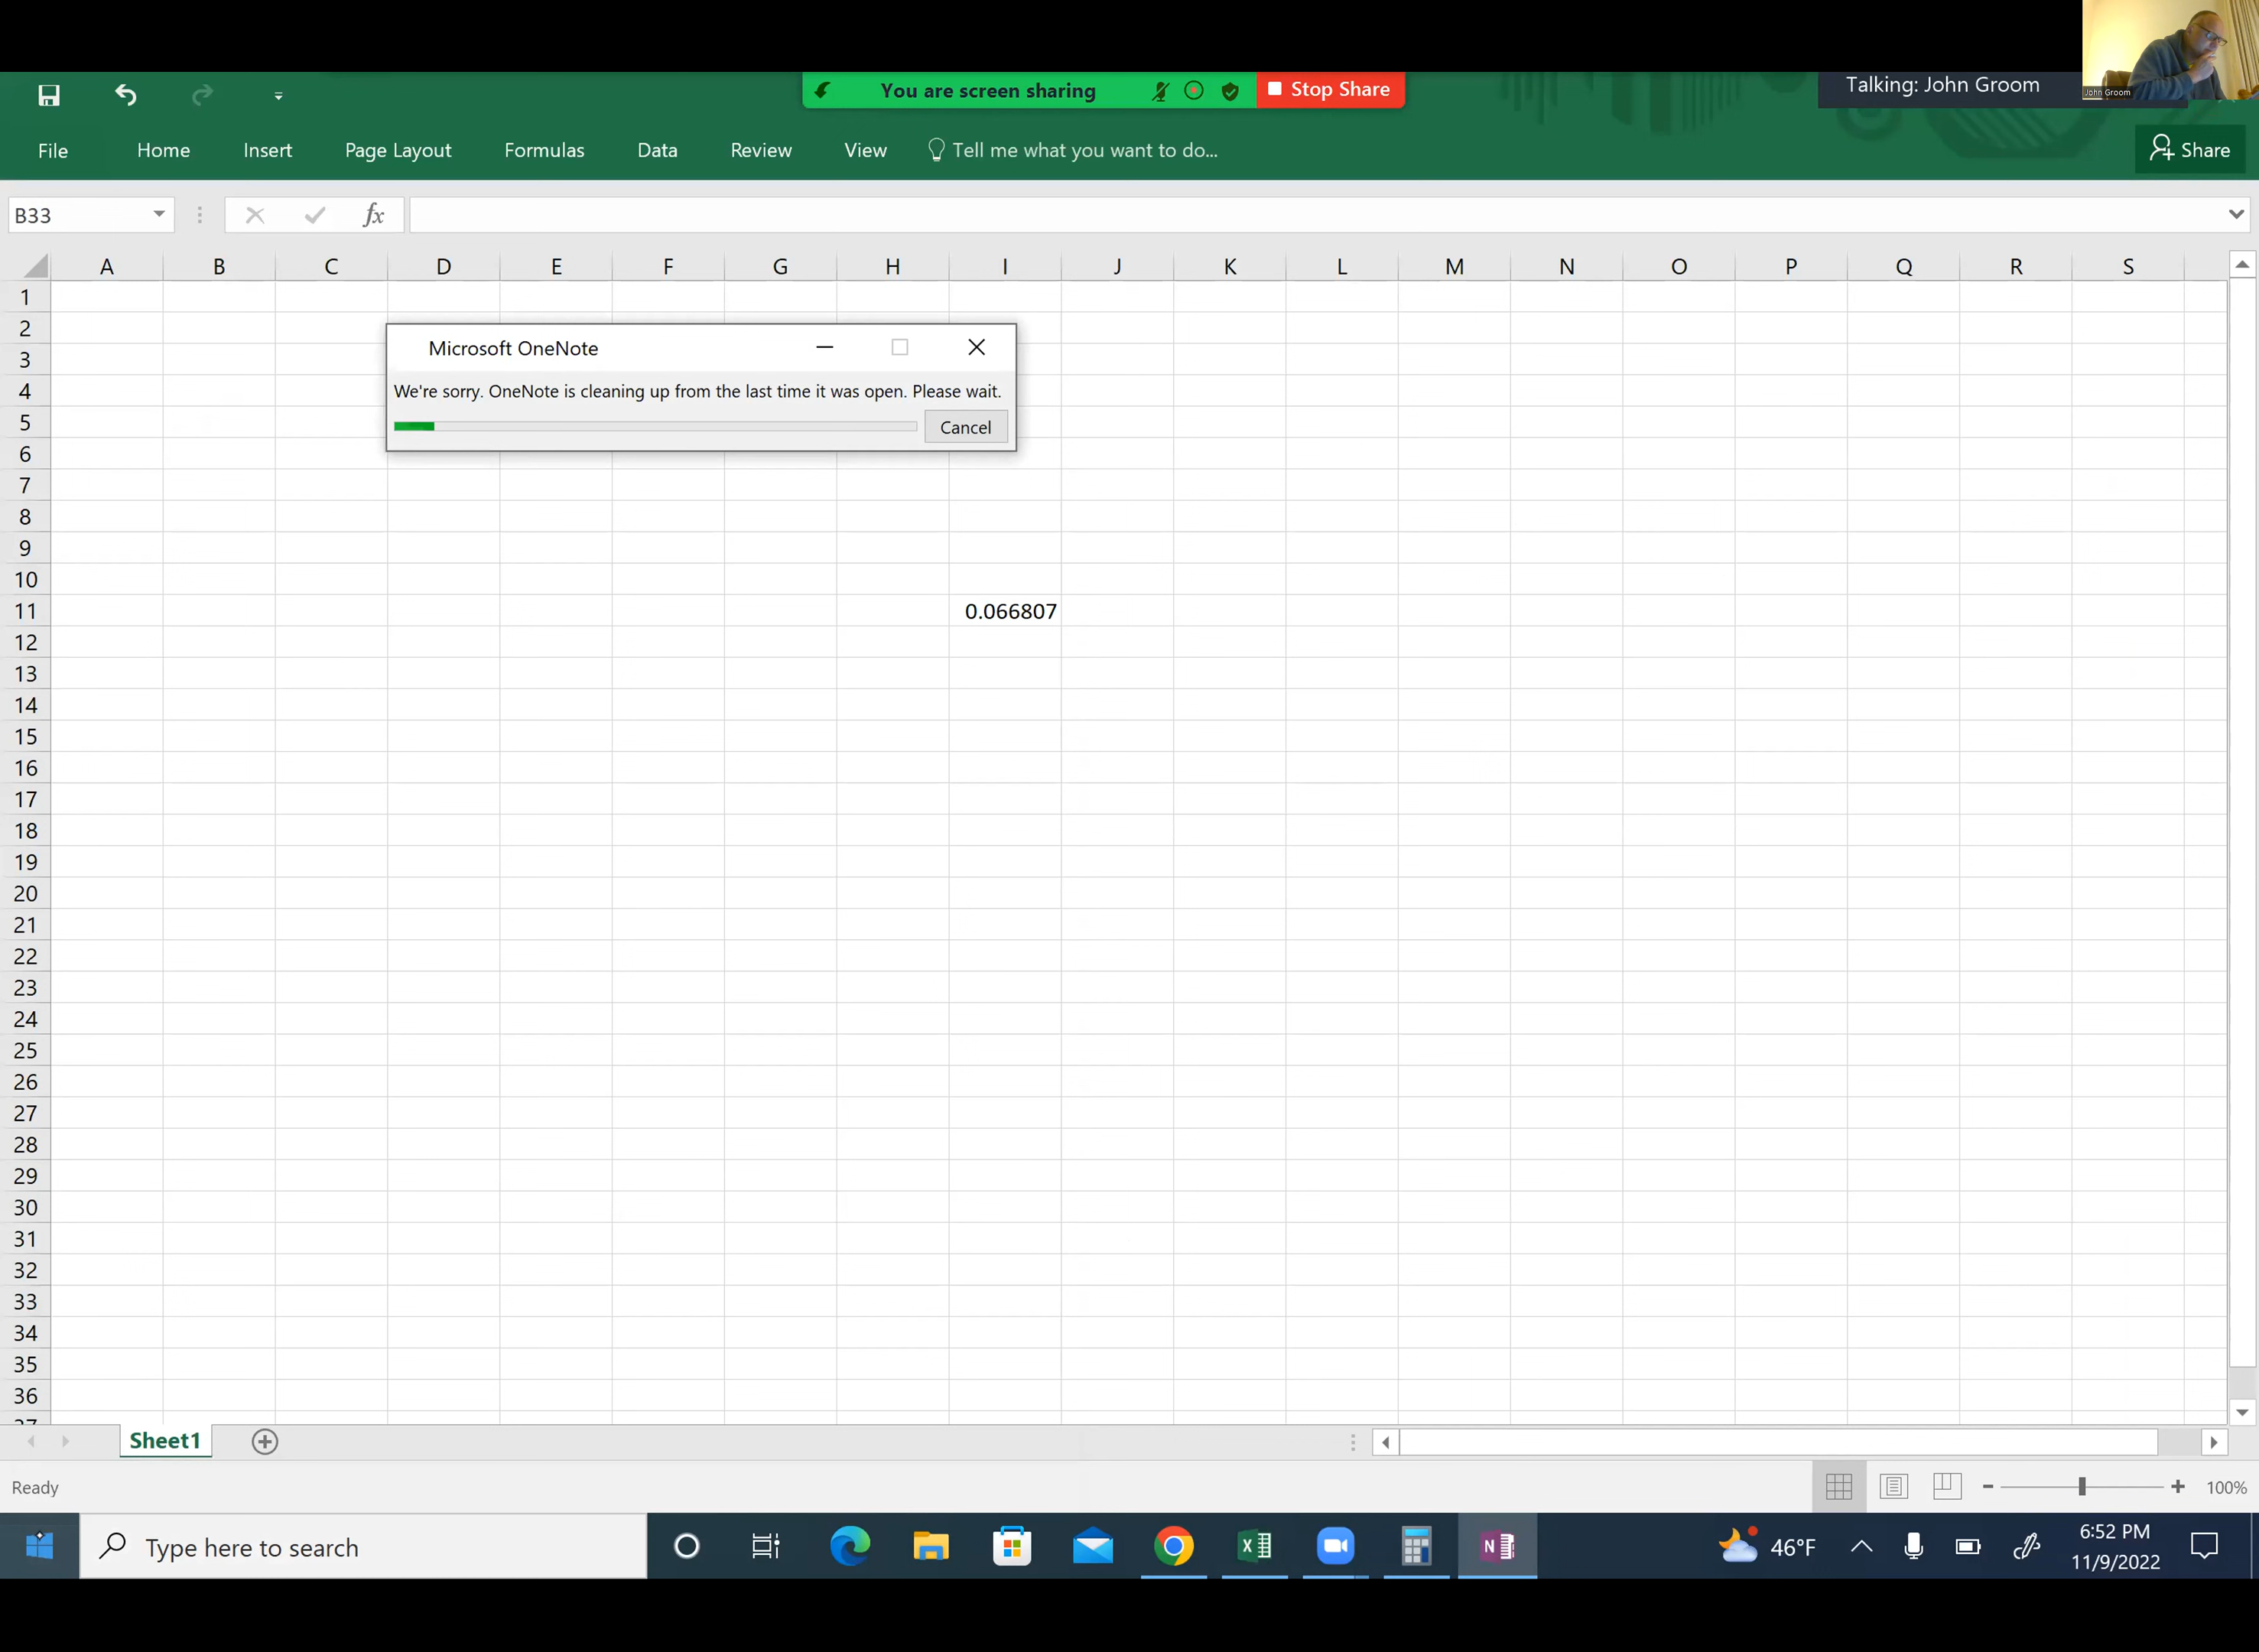 You are screen sharing
Stop Share
Talking: John Groom
John Groom
File Home Insert Page Layout Formulas Data Review View Tell me what you want to do... Share
B33 fx
A B C D E F G H I J K L M N O P Q R S
1
2
Microsoft OneNote
3
4
We're sorry. OneNote is cleaning up from the last time it was open. Please wait.
5
Cancel
6
7
8
9
10
11 0.066807
12
13
14
15
16
17
18
19
20
21
22
23
24
25
26
27
28
29
30
31
32
33
34
35
36
37
Sheet1
Ready 100%
Type here to search 46°F 6:52 PM
11/9/2022